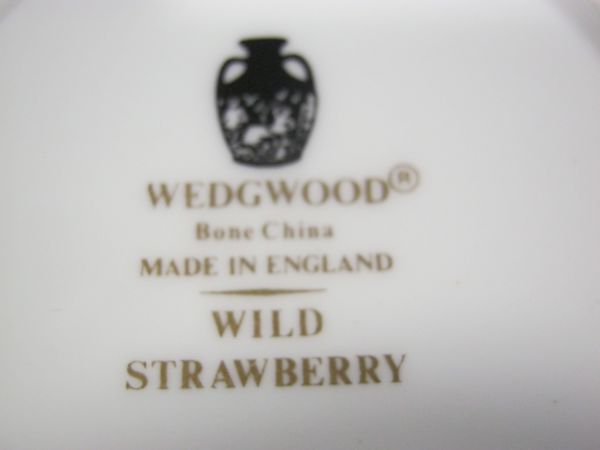 WEDGWOOD®
Bone China
MADE IN ENGLAND
WILD
STRAWBERRY